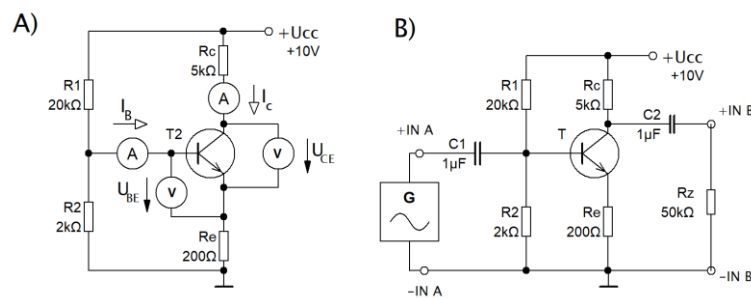 A)
+Ucc
+10V
Rc
5kΩ
A
Ic
R1
20kΩ
IB
T2
A
V
UCE
V
UBE
R2
2kΩ
Re
200Ω
B)
+Ucc
+10V
R1
20kΩ
Rc
5kΩ
C2
1µF
+IN B
+IN A
C1
1µF
T
G
R2
2kΩ
Re
200Ω
Rz
50kΩ
−IN A
−IN B